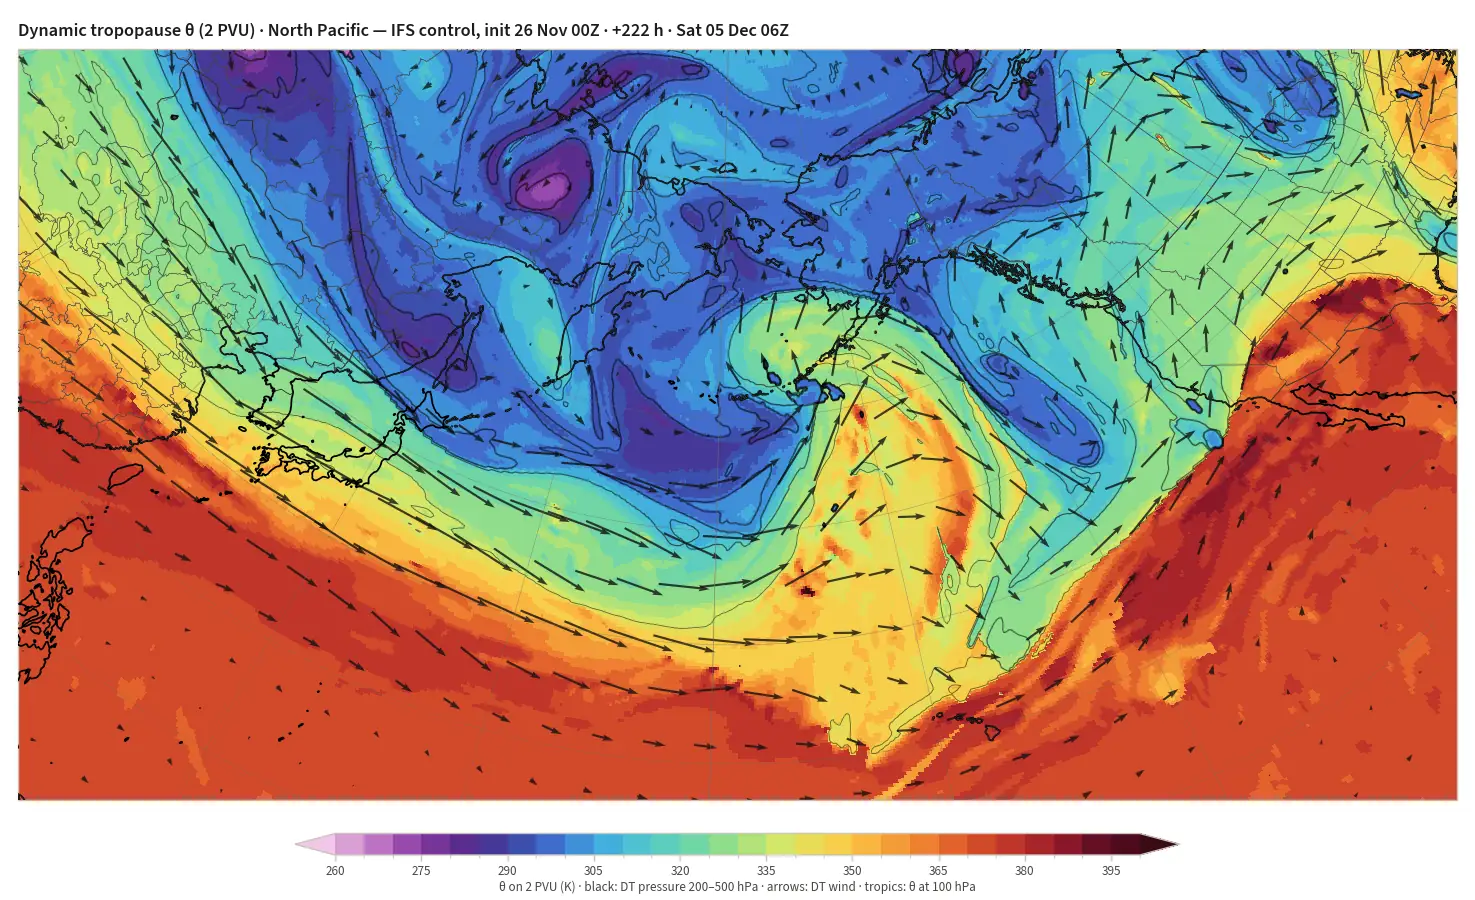 Dynamic tropopause θ (2 PVU) · North Pacific — IFS control, init 26 Nov 00Z · +222 h · Sat 05 Dec 06Z
260 275 290 305 320 335 350 365 380 395
θ on 2 PVU (K) · black: DT pressure 200–500 hPa · arrows: DT wind · tropics: θ at 100 hPa